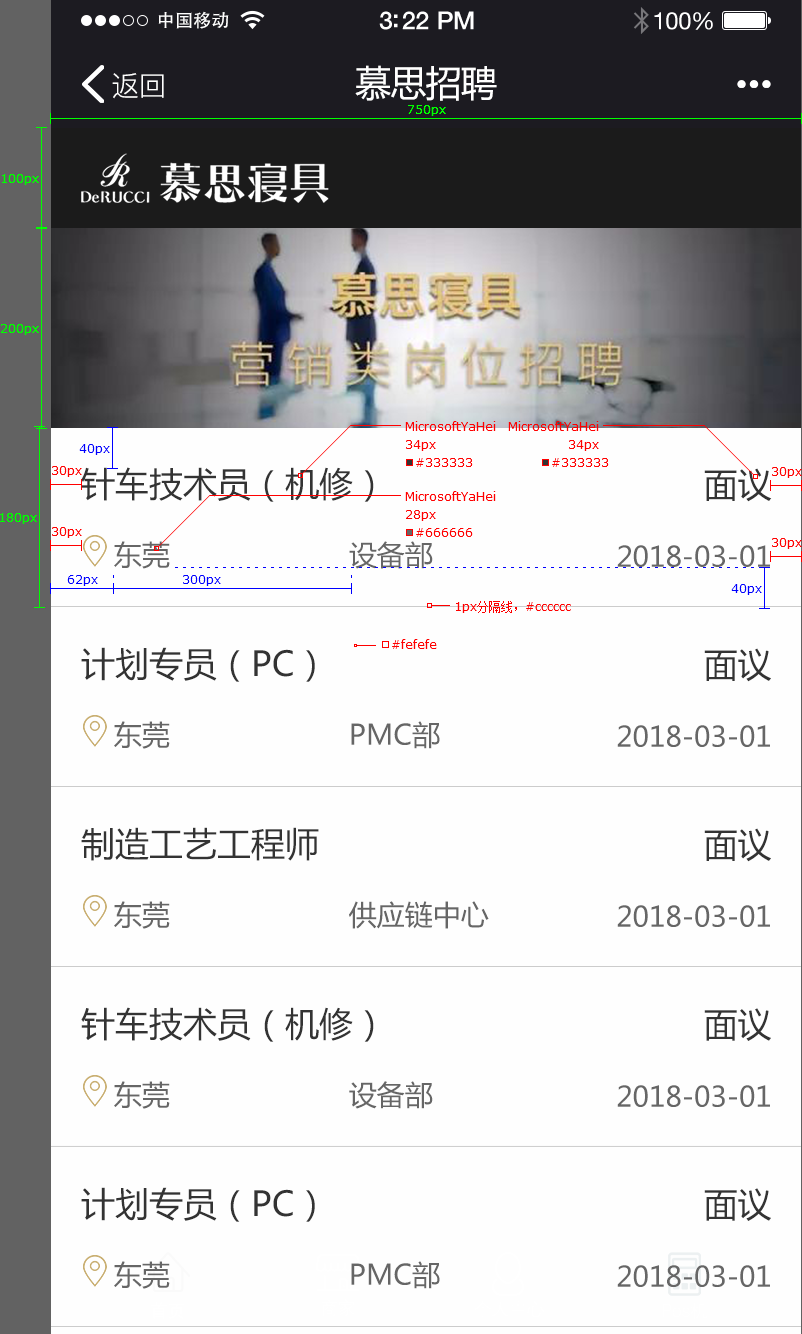 中国移动 3:22 PM 100%
返回 慕思招聘
750px
100px
DeRUCCI 慕思寝具
200px
慕思寝具
营销类岗位招聘
MicrosoftYaHei MicrosoftYaHei
40px 34px 34px
#333333 #333333
30px 30px
针车技术员（机修） 面议
MicrosoftYaHei
180px 28px
30px #666666 30px
东莞 设备部 2018-03-01
62px 300px 40px
1px分隔线，#cccccc
#fefefe
计划专员（PC） 面议
东莞 PMC部 2018-03-01
制造工艺工程师 面议
东莞 供应链中心 2018-03-01
针车技术员（机修） 面议
东莞 设备部 2018-03-01
计划专员（PC） 面议
东莞 PMC部 2018-03-01